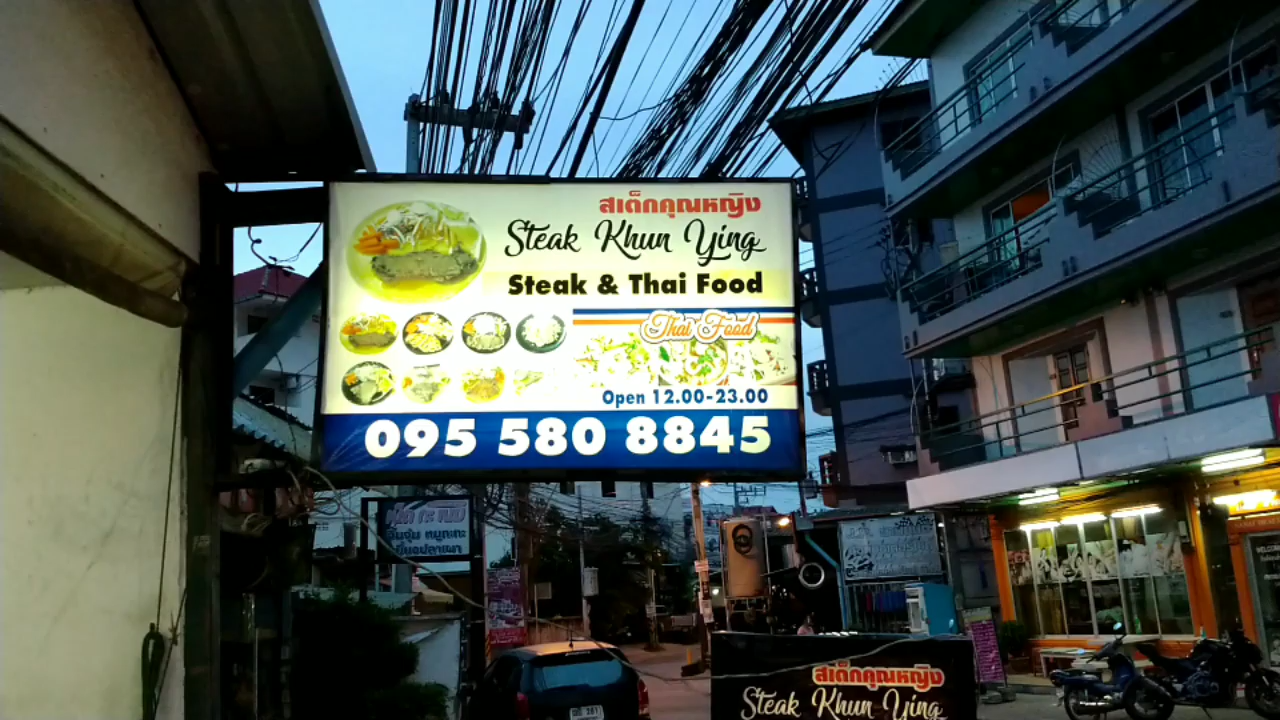 สเต็กคุณหญิง
Steak Khun Ying
Steak & Thai Food
Thai Food
Open 12.00-23.00
095 580 8845
สเต็กคุณหญิง
Steak Khun Ying